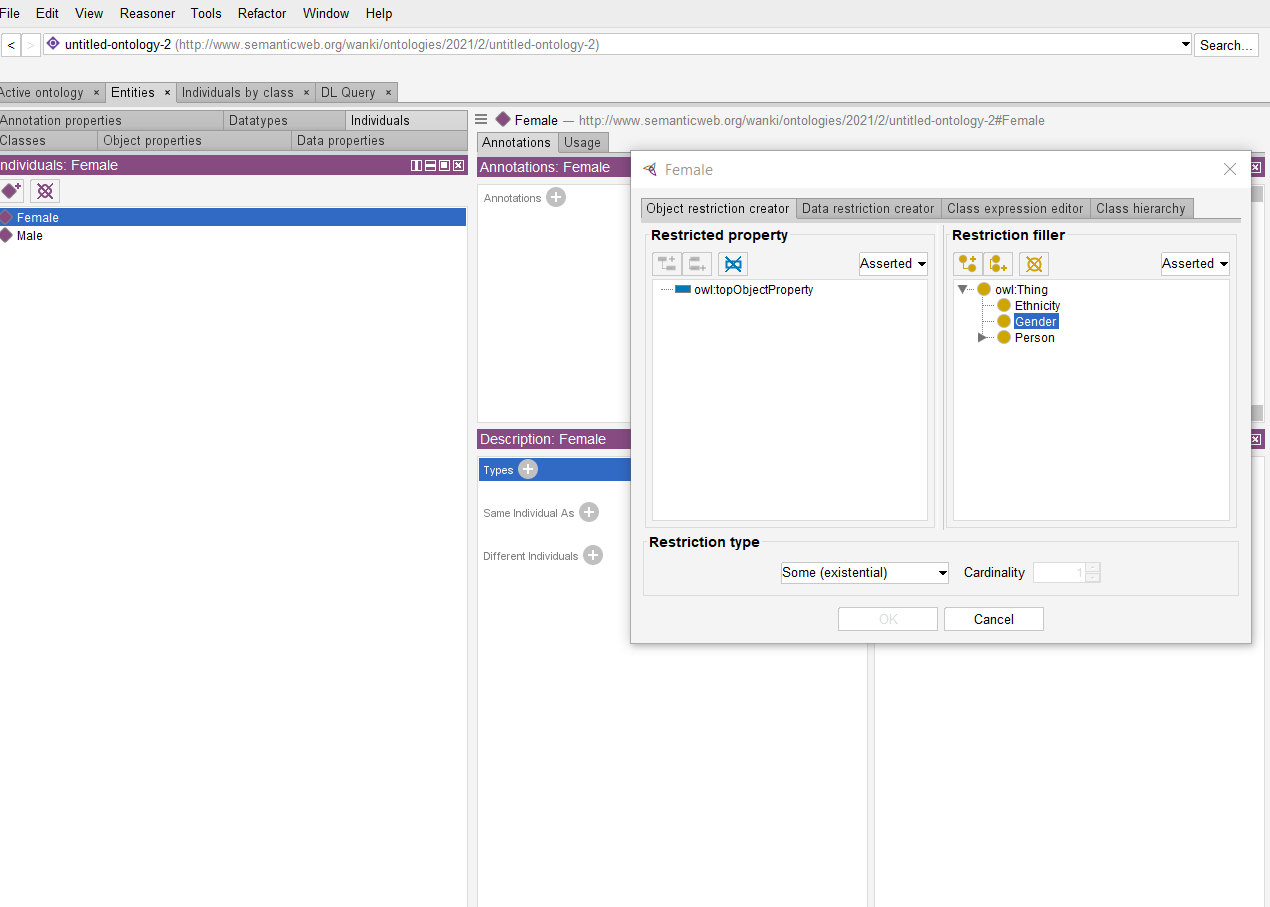 File Edit View Reasoner Tools Refactor Window Help
< > untitled-ontology-2 (http://www.semanticweb.org/wanki/ontologies/2021/2/untitled-ontology-2) Search...
Active ontology × Entities × Individuals by class × DL Query ×
Annotation properties Datatypes Individuals
Classes Object properties Data properties
ndividuals: Female
Female
Male
Female — http://www.semanticweb.org/wanki/ontologies/2021/2/untitled-ontology-2#Female
Annotations Usage
Annotations: Female
Annotations
Description: Female
Types
Same Individual As
Different Individuals
Female
Object restriction creator Data restriction creator Class expression editor Class hierarchy
Restricted property
Asserted
owl:topObjectProperty
Restriction filler
Asserted
owl:Thing
Ethnicity
Gender
Person
Restriction type
Some (existential) Cardinality 1
OK Cancel